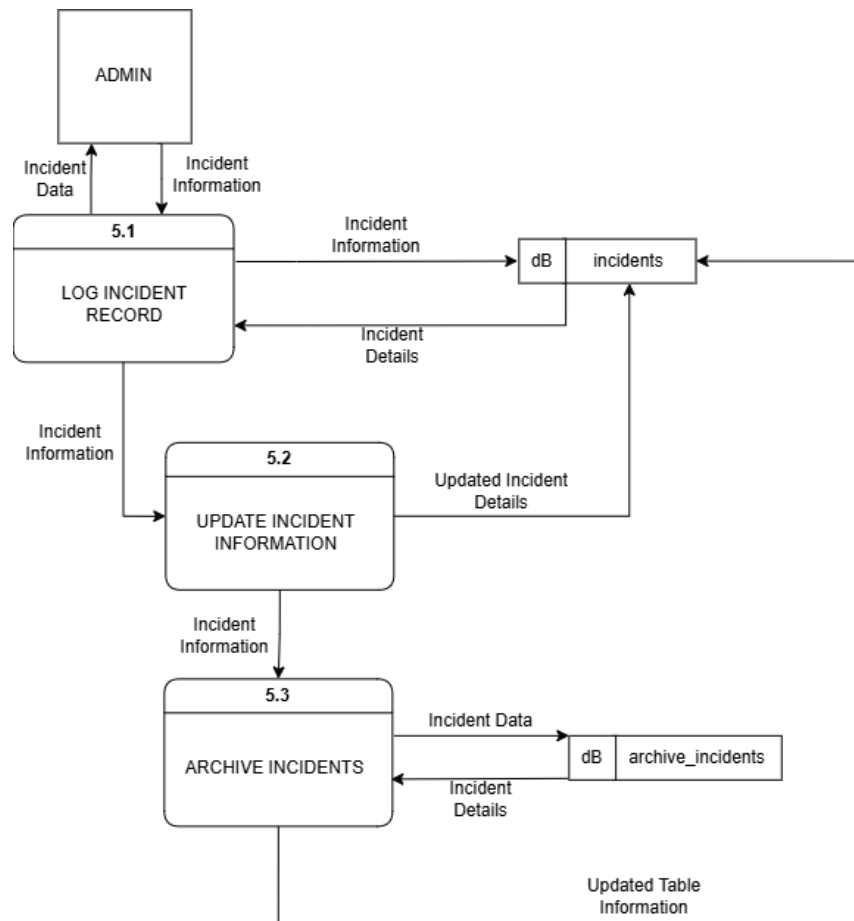 ADMIN
Incident
Data
Incident
Information
5.1
LOG INCIDENT
RECORD
Incident
Information
dB
incidents
Incident
Details
Incident
Information
5.2
UPDATE INCIDENT
INFORMATION
Updated Incident
Details
Incident
Information
5.3
ARCHIVE INCIDENTS
Incident Data
dB
archive_incidents
Incident
Details
Updated Table
Information